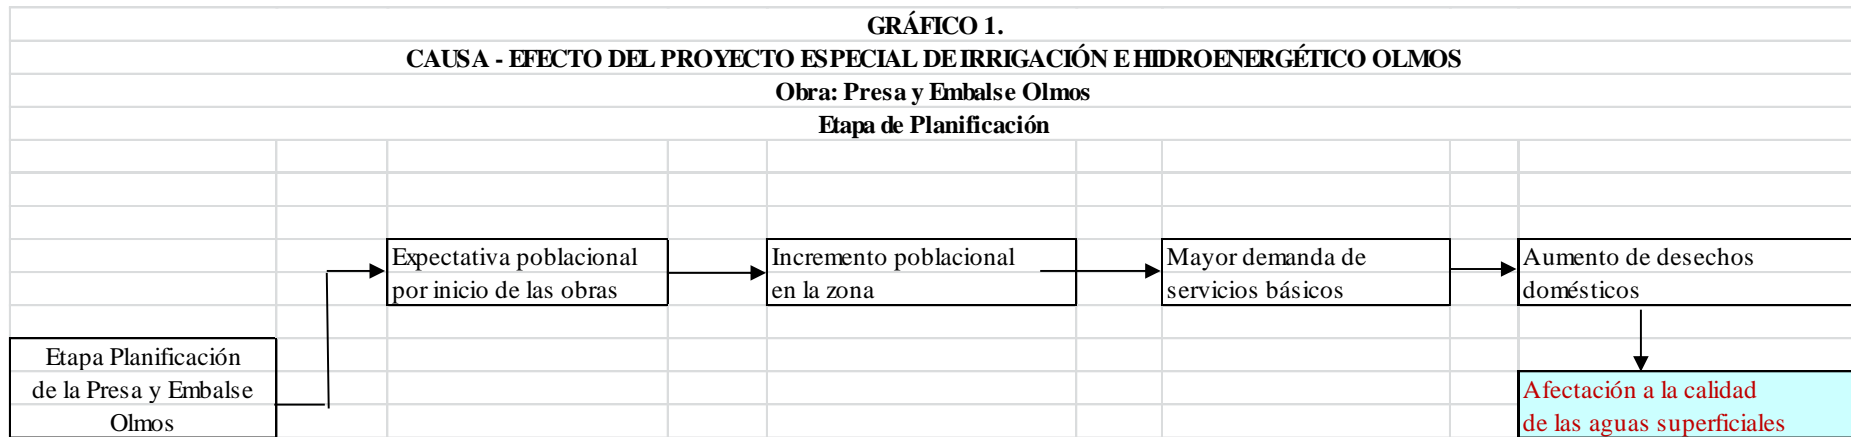 GRÁFICO 1.
CAUSA - EFECTO DEL PROYECTO ESPECIAL DE IRRIGACIÓN E HIDROENERGÉTICO OLMOS
Obra: Presa y Embalse Olmos
Etapa de Planificación
Expectativa poblacional
por inicio de las obras
Incremento poblacional
en la zona
Mayor demanda de
servicios básicos
Aumento de desechos
domésticos
Etapa Planificación
de la Presa y Embalse
Olmos
Afectación a la calidad
de las aguas superficiales